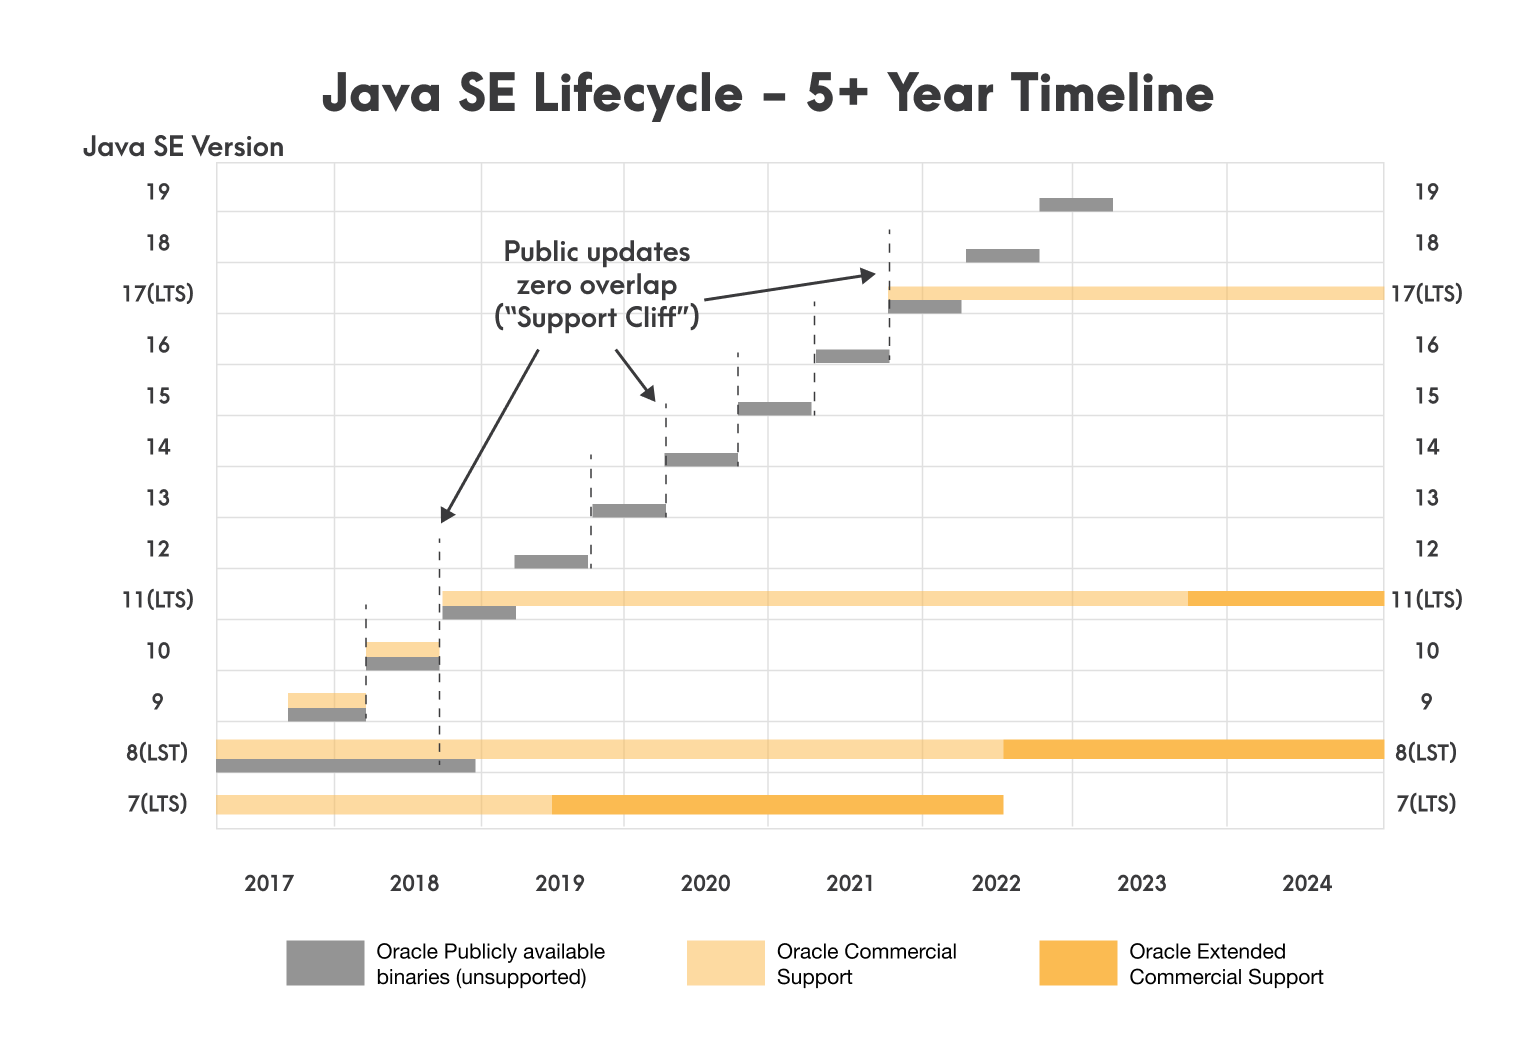 Java SE Lifecycle – 5+ Year Timeline
Java SE Version
19 19
18 18
Public updates
zero overlap
(“Support Cliff”)
17(LTS) 17(LTS)
16 16
15 15
14 14
13 13
12 12
11(LTS) 11(LTS)
10 10
9 9
8(LST) 8(LST)
7(LTS) 7(LTS)
2017 2018 2019 2020 2021 2022 2023 2024
Oracle Publicly available
binaries (unsupported)
Oracle Commercial
Support
Oracle Extended
Commercial Support